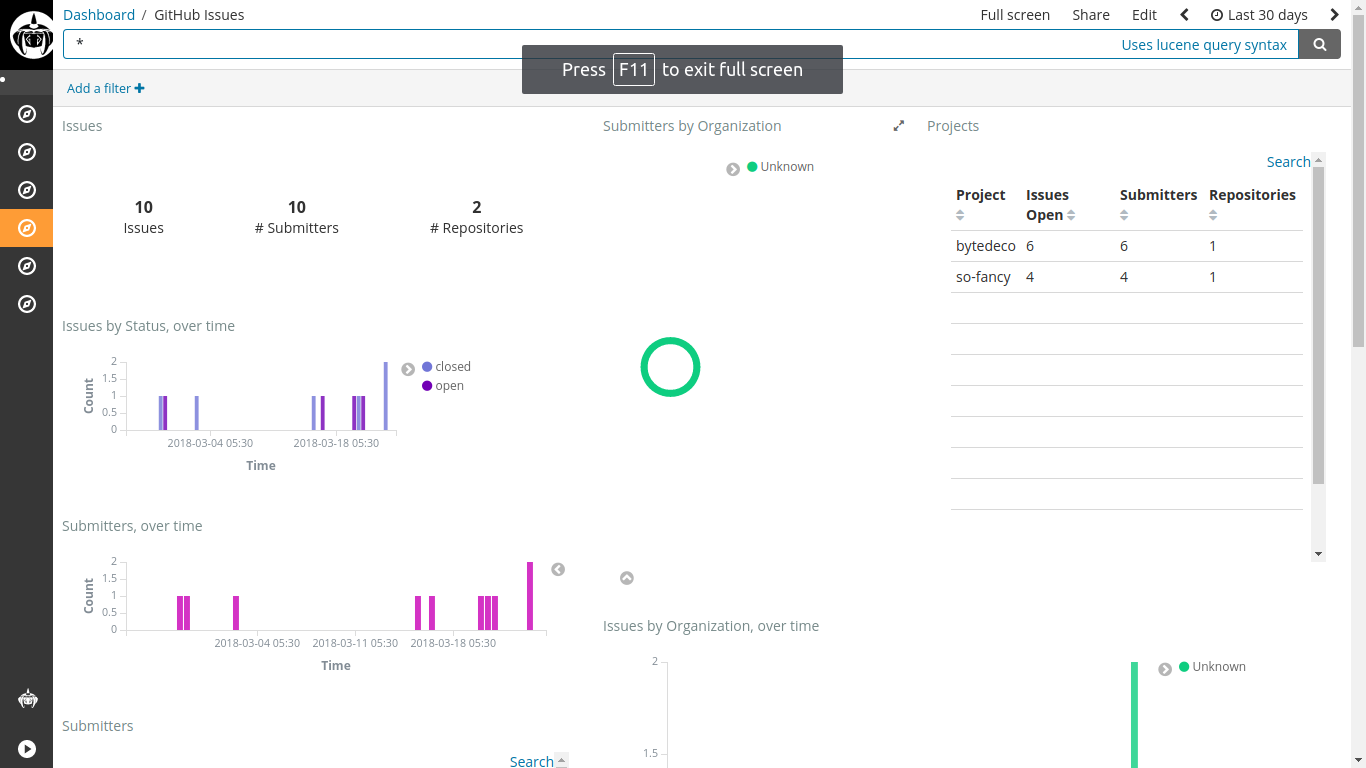 Dashboard / GitHub Issues
Full screen Share Edit Last 30 days
*
Uses lucene query syntax
Press F11 to exit full screen
Add a filter
Issues
10
Issues
10
# Submitters
2
# Repositories
Issues by Status, over time
Count
2
1.5
1
0.5
0
2018-03-04 05:30 2018-03-18 05:30
Time
closed
open
Submitters, over time
Count
2
1.5
1
0.5
0
2018-03-04 05:30 2018-03-11 05:30 2018-03-18 05:30
Time
Submitters
Search
Submitters by Organization
Unknown
Issues by Organization, over time
2
1.5
Unknown
Projects
Search
Project Issues Open Submitters Repositories
bytedeco 6 6 1
so-fancy 4 4 1